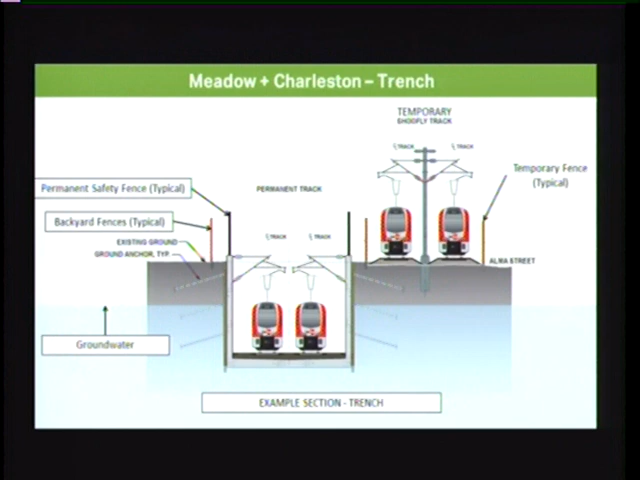 Meadow + Charleston – Trench
TEMPORARY
SHOOFLY TRACK
TRACK
TRACK
Temporary Fence
(Typical)
Permanent Safety Fence (Typical)
PERMANENT TRACK
Backyard Fences (Typical)
EXISTING GROUND
GROUND ANCHOR, TYP.
TRACK
TRACK
ALMA STREET
Groundwater
EXAMPLE SECTION - TRENCH